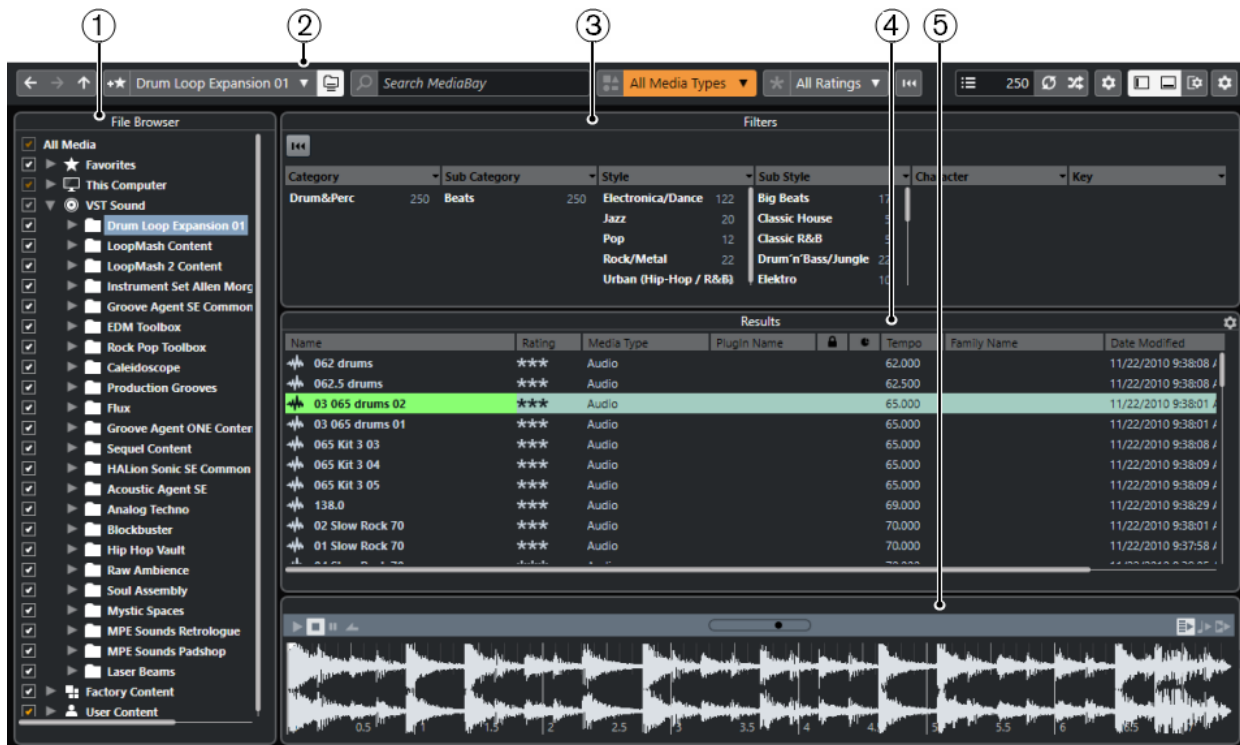 1 2 3 4 5
Drum Loop Expansion 01 Search MediaBay All Media Types All Ratings 250
File Browser
All Media
Favorites
This Computer
VST Sound
Drum Loop Expansion 01
LoopMash Content
LoopMash 2 Content
Instrument Set Allen Morg
Groove Agent SE Common
EDM Toolbox
Rock Pop Toolbox
Caleidoscope
Production Grooves
Flux
Groove Agent ONE Conter
Sequel Content
HALion Sonic SE Common
Acoustic Agent SE
Analog Techno
Blockbuster
Hip Hop Vault
Raw Ambience
Soul Assembly
Mystic Spaces
MPE Sounds Retrologue
MPE Sounds Padshop
Laser Beams
Factory Content
User Content
Filters
Category Sub Category Style Sub Style Character Key
Drum&Perc 250 Beats 250 Electronica/Dance 122 Big Beats
Jazz 20 Classic House
Pop 12 Classic R&B
Rock/Metal 22 Drum'n'Bass/Jungle 22
Urban (Hip-Hop / R&B) Elektro
Results
Name Rating Media Type PlugIn Name Tempo Family Name Date Modified
062 drums *** Audio 62.000 11/22/2010 9:38:08
062.5 drums *** Audio 62.500 11/22/2010 9:38:08
03 065 drums 02 *** Audio 65.000 11/22/2010 9:38:01
03 065 drums 01 *** Audio 65.000 11/22/2010 9:38:01
065 Kit 3 03 *** Audio 65.000 11/22/2010 9:38:08
065 Kit 3 04 *** Audio 65.000 11/22/2010 9:38:09
065 Kit 3 05 *** Audio 65.000 11/22/2010 9:38:09
138.0 *** Audio 69.000 11/22/2010 9:38:29
02 Slow Rock 70 *** Audio 70.000 11/22/2010 9:38:01
01 Slow Rock 70 *** Audio 70.000 11/22/2010 9:37:58
0.5 1 1.5 2 2.5 3 3.5 4 4.5 5 5.5 6 6.5